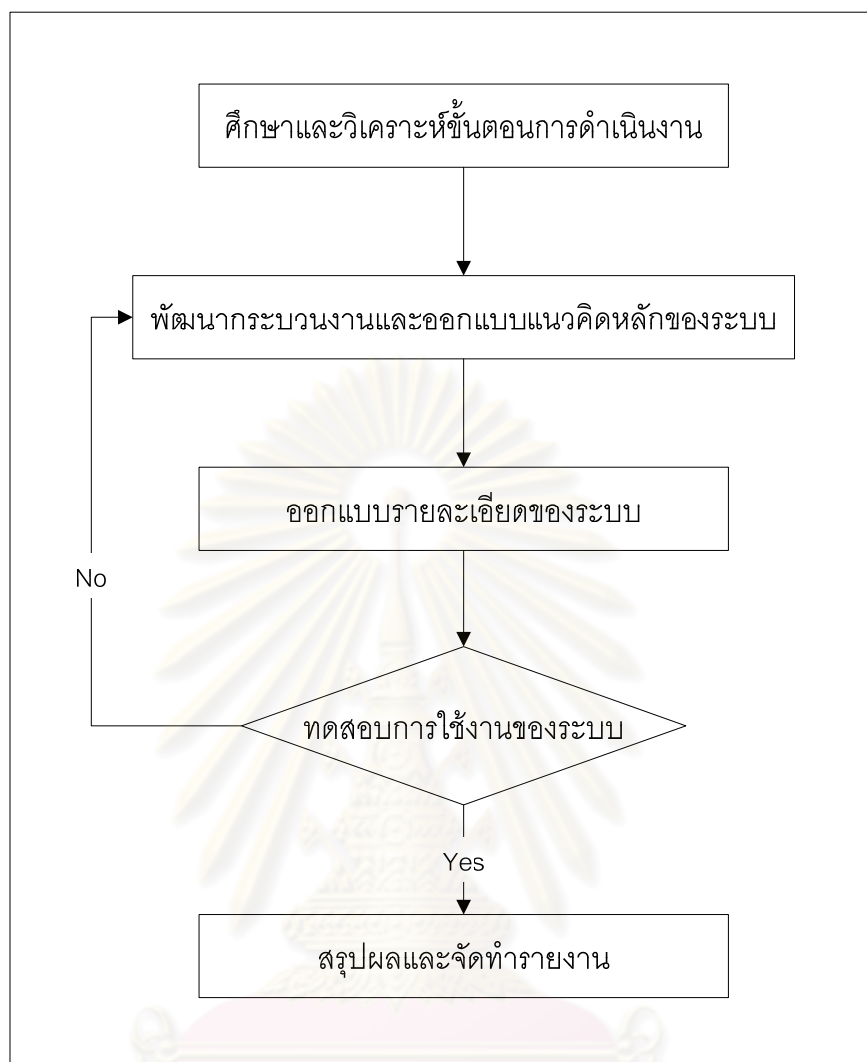 ศึกษาและวิเคราะห์ขั้นตอนการดำเนินงาน
พัฒนากระบวนงานและออกแบบแนวคิดหลักของระบบ
ออกแบบรายละเอียดของระบบ
No
ทดสอบการใช้งานของระบบ
Yes
สรุปผลและจัดทำรายงาน